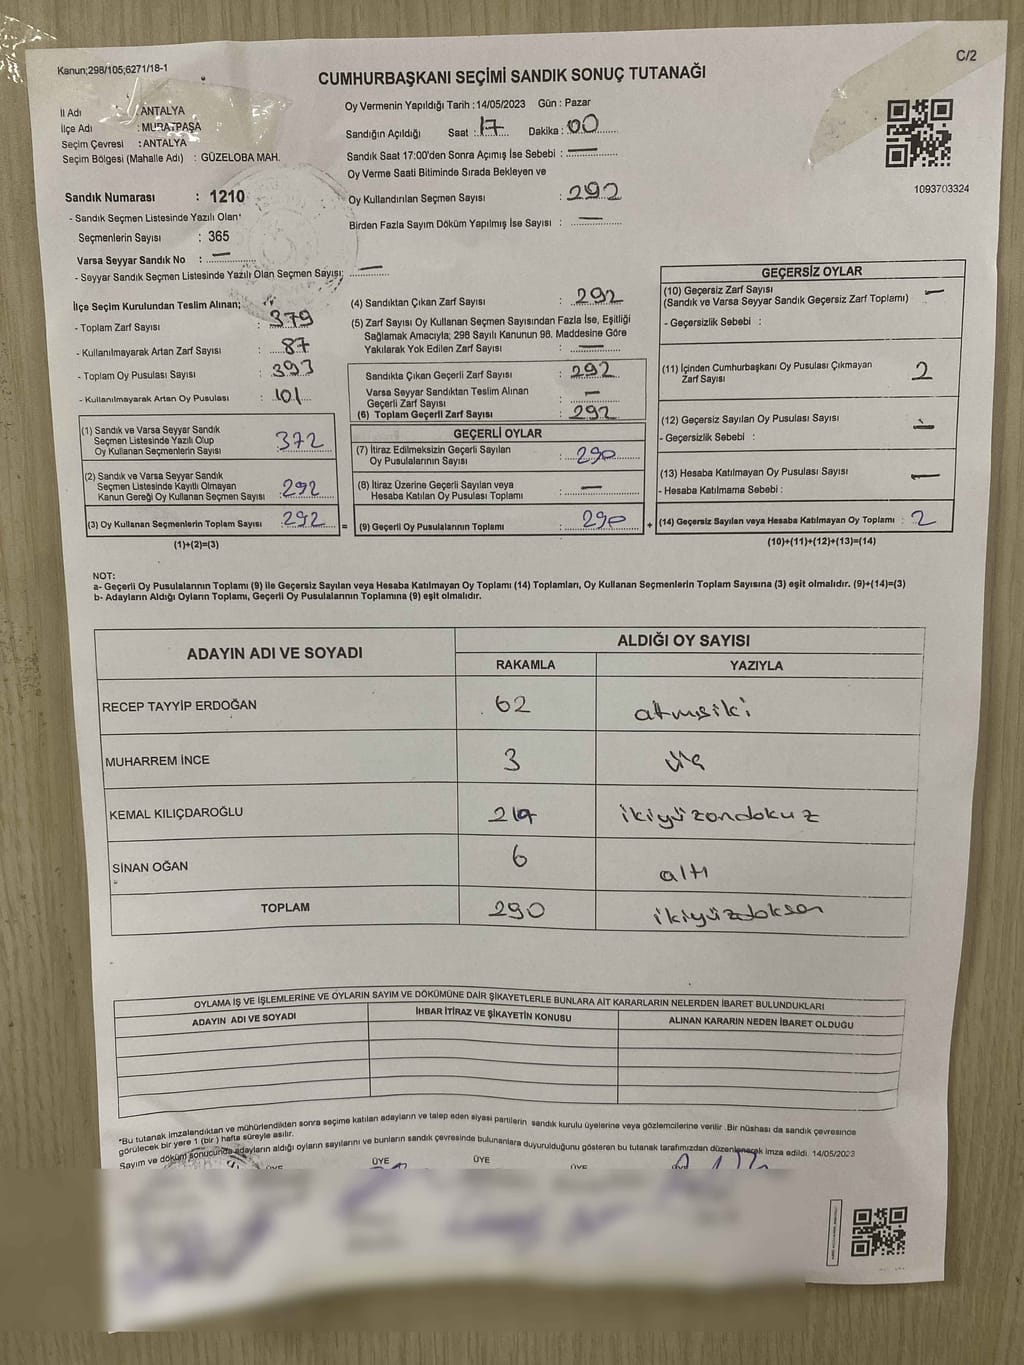 Kanun;298/105;6271/18-1
C/2
CUMHURBAŞKANI SEÇİMİ SANDIK SONUÇ TUTANAĞI
İl Adı : ANTALYA
İlçe Adı : MURATPAŞA
Seçim Çevresi : ANTALYA
Seçim Bölgesi (Mahalle Adı) : GÜZELOBA MAH.
Sandık Numarası : 1210
- Sandık Seçmen Listesinde Yazılı Olan
Seçmenlerin Sayısı : 365
Varsa Seyyar Sandık No : —
- Seyyar Sandık Seçmen Listesinde Yazılı Olan Seçmen Sayısı; —
Oy Vermenin Yapıldığı Tarih : 14/05/2023 Gün : Pazar
Sandığın Açıldığı Saat : 17 Dakika : 00
Sandık Saat 17:00'den Sonra Açımış İse Sebebi : —
Oy Verme Saati Bitiminde Sırada Bekleyen ve
Oy Kullandırılan Seçmen Sayısı : 292
Birden Fazla Sayım Döküm Yapılmış İse Sayısı : —
1093703324
İlçe Seçim Kurulundan Teslim Alınan;
- Toplam Zarf Sayısı : 379
- Kullanılmayarak Artan Zarf Sayısı : 87
- Toplam Oy Pusulası Sayısı : 393
- Kullanılmayarak Artan Oy Pusulası : 101
(1) Sandık ve Varsa Seyyar Sandık
Seçmen Listesinde Yazılı Olup
Oy Kullanan Seçmenlerin Sayısı : 372
(2) Sandık ve Varsa Seyyar Sandık
Seçmen Listesinde Kayıtlı Olmayan
Kanun Gereği Oy Kullanan Seçmen Sayısı : 292
(3) Oy Kullanan Seçmenlerin Toplam Sayısı : 292 =
(1)+(2)=(3)
(4) Sandıktan Çıkan Zarf Sayısı : 292
(5) Zarf Sayısı Oy Kullanan Seçmen Sayısından Fazla İse, Eşitliği
Sağlamak Amacıyla; 298 Sayılı Kanunun 98. Maddesine Göre
Yakılarak Yok Edilen Zarf Sayısı : —
Sandıkta Çıkan Geçerli Zarf Sayısı : 292
Varsa Seyyar Sandıktan Teslim Alınan
Geçerli Zarf Sayısı : —
(6) Toplam Geçerli Zarf Sayısı : 292
GEÇERLİ OYLAR
(7) İtiraz Edilmeksizin Geçerli Sayılan
Oy Pusulalarının Sayısı : 290
(8) İtiraz Üzerine Geçerli Sayılan veya
Hesaba Katılan Oy Pusulası Toplamı : —
(9) Geçerli Oy Pusulalarının Toplamı : 290 +
GEÇERSİZ OYLAR
(10) Geçersiz Zarf Sayısı
(Sandık ve Varsa Seyyar Sandık Geçersiz Zarf Toplamı) —
- Geçersizlik Sebebi :
(11) İçinden Cumhurbaşkanı Oy Pusulası Çıkmayan
Zarf Sayısı 2
(12) Geçersiz Sayılan Oy Pusulası Sayısı —
- Geçersizlik Sebebi :
(13) Hesaba Katılmayan Oy Pusulası Sayısı —
- Hesaba Katılmama Sebebi :
(14) Geçersiz Sayılan veya Hesaba Katılmayan Oy Toplamı : 2
(10)+(11)+(12)+(13)=(14)
NOT:
a- Geçerli Oy Pusulalarının Toplamı (9) ile Geçersiz Sayılan veya Hesaba Katılmayan Oy Toplamı (14) Toplamları, Oy Kullanan Seçmenlerin Toplam Sayısına (3) eşit olmalıdır. (9)+(14)=(3)
b- Adayların Aldığı Oyların Toplamı, Geçerli Oy Pusulalarının Toplamına (9) eşit olmalıdır.
ADAYIN ADI VE SOYADI ALDIĞI OY SAYISI
RAKAMLA YAZIYLA
RECEP TAYYİP ERDOĞAN 62 atmışiki
MUHARREM İNCE 3 üç
KEMAL KILIÇDAROĞLU 219 ikiyüzondokuz
SİNAN OĞAN 6 altı
TOPLAM 290 ikiyüzdoksan
OYLAMA İŞ VE İŞLEMLERİNE VE OYLARIN SAYIM VE DÖKÜMÜNE DAİR ŞİKAYETLERLE BUNLARA AİT KARARLARIN NELERDEN İBARET BULUNDUKLARI
ADAYIN ADI VE SOYADI İHBAR İTİRAZ VE ŞİKAYETİN KONUSU ALINAN KARARIN NEDEN İBARET OLDUĞU
*Bu tutanak imzalandıktan ve mühürlendikten sonra seçime katılan adayların ve talep eden siyasi partilerin sandık kurulu üyelerine veya gözlemcilerine verilir. Bir nüshası da sandık çevresince
görülecek bir yere 1 (bir) hafta süreyle asılır.
Sayım ve döküm sonucunda adayların aldığı oyların sayılarını ve bunların sandık çevresinde bulunanlara duyurulduğunu gösteren bu tutanak tarafımızdan düzenlenerek imza edildi. 14/05/2023
ÜYE ÜYE ÜYE ÜYE